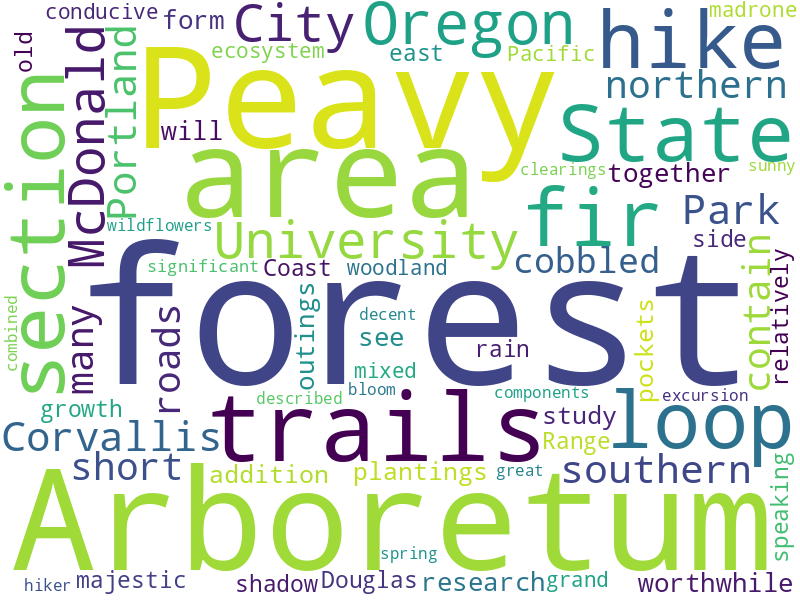 conducive
form
City
Oregon
hike
madrone
old
McDonald
Portland
ecosystem
east
Pacific
northern
Peavy
will
State
section
area
clearings
together
sunny
wildflowers
University
fir
Park
side
significant
Coast
woodland
cobbled
contain
relatively
combined
many
roads
forest
outings
decent
see
rain
pockets
mixed
bloom
components
excursion
growth
described
trails
study
loop
Corvallis
Range
short
addition
plantings
great
southern
speaking
Arboretum
spring
hiker
majestic
shadow
Douglas
research
grand
worthwhile